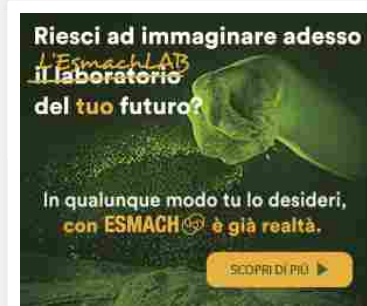 Riesci ad immaginare adesso
L'EsmachLAB
il laboratorio
del tuo futuro?
In qualunque modo tu lo desideri,
con ESMACH è già realtà.
SCOPRI DI PIÙ